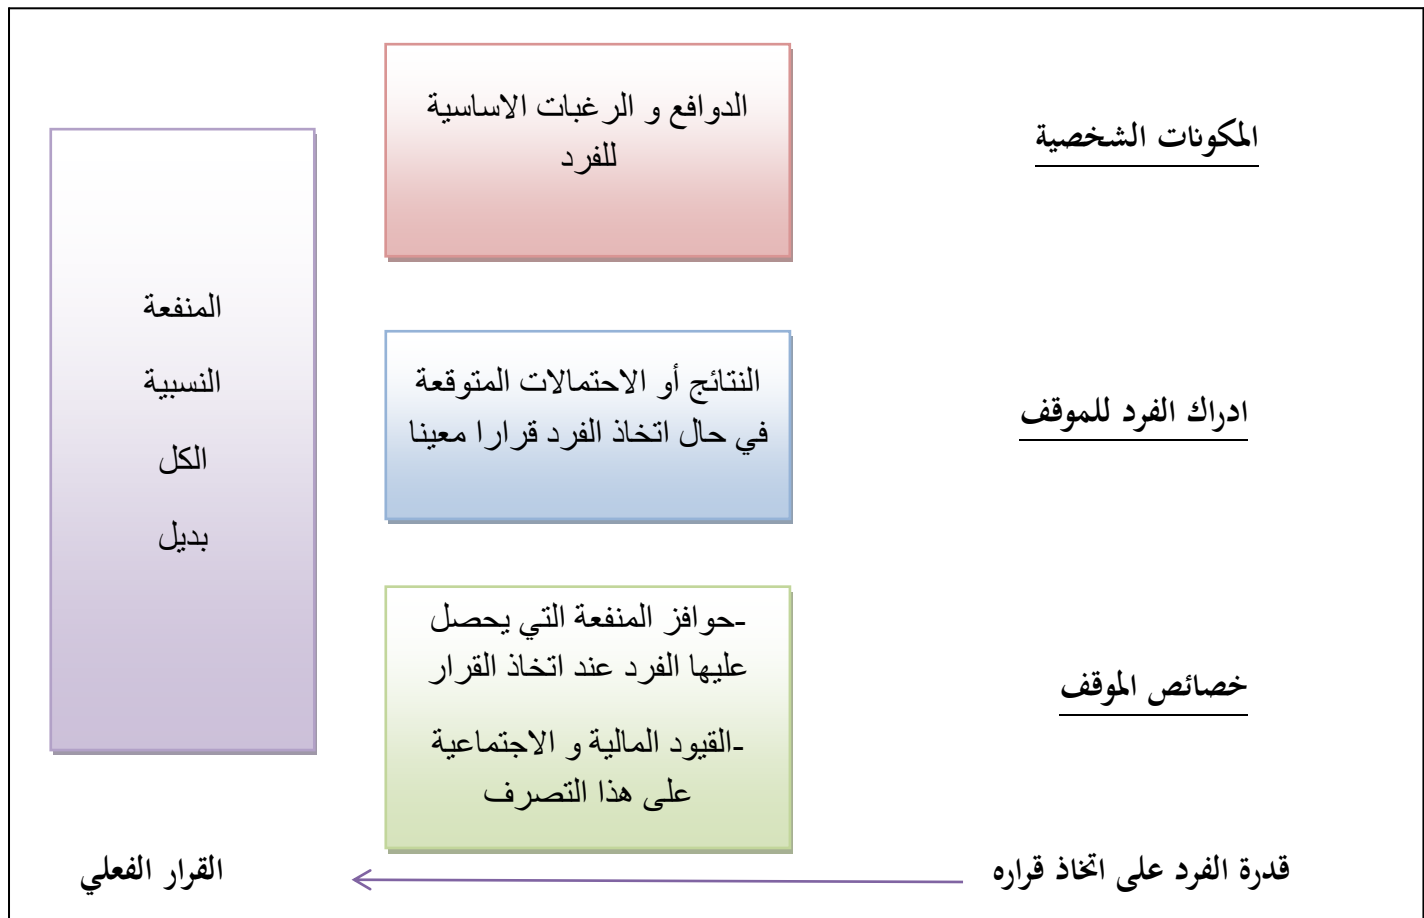 المكونات الشخصية
الدوافع و الرغبات الاساسية
للفرد
ادراك الفرد للموقف
النتائج أو الاحتمالات المتوقعة
في حال اتخاذ الفرد قرارا معينا
خصائص الموقف
-حوافز المنفعة التي يحصل
عليها الفرد عند اتخاذ القرار
-القيود المالية و الاجتماعية
على هذا التصرف
المنفعة
النسبية
الكل
بديل
قدرة الفرد على اتخاذ قراره
القرار الفعلي